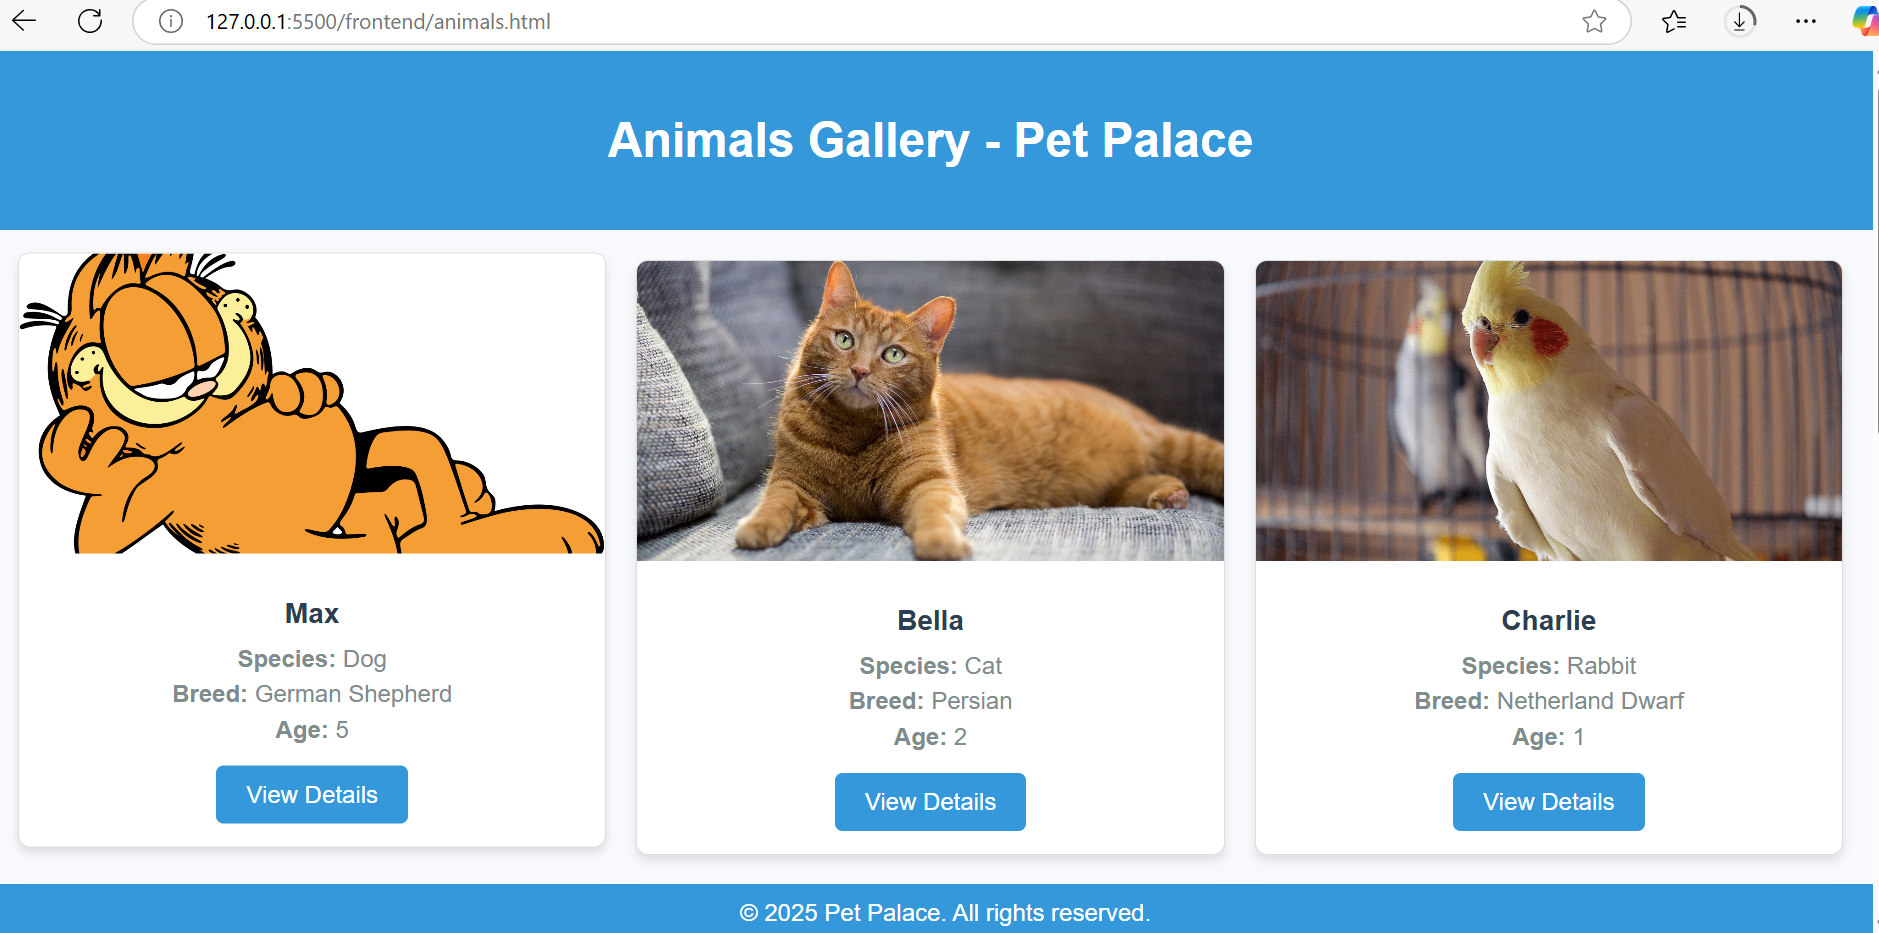 127.0.0.1:5500/frontend/animals.html
Animals Gallery - Pet Palace
Max
Species: Dog
Breed: German Shepherd
Age: 5
View Details
Bella
Species: Cat
Breed: Persian
Age: 2
View Details
Charlie
Species: Rabbit
Breed: Netherland Dwarf
Age: 1
View Details
© 2025 Pet Palace. All rights reserved.